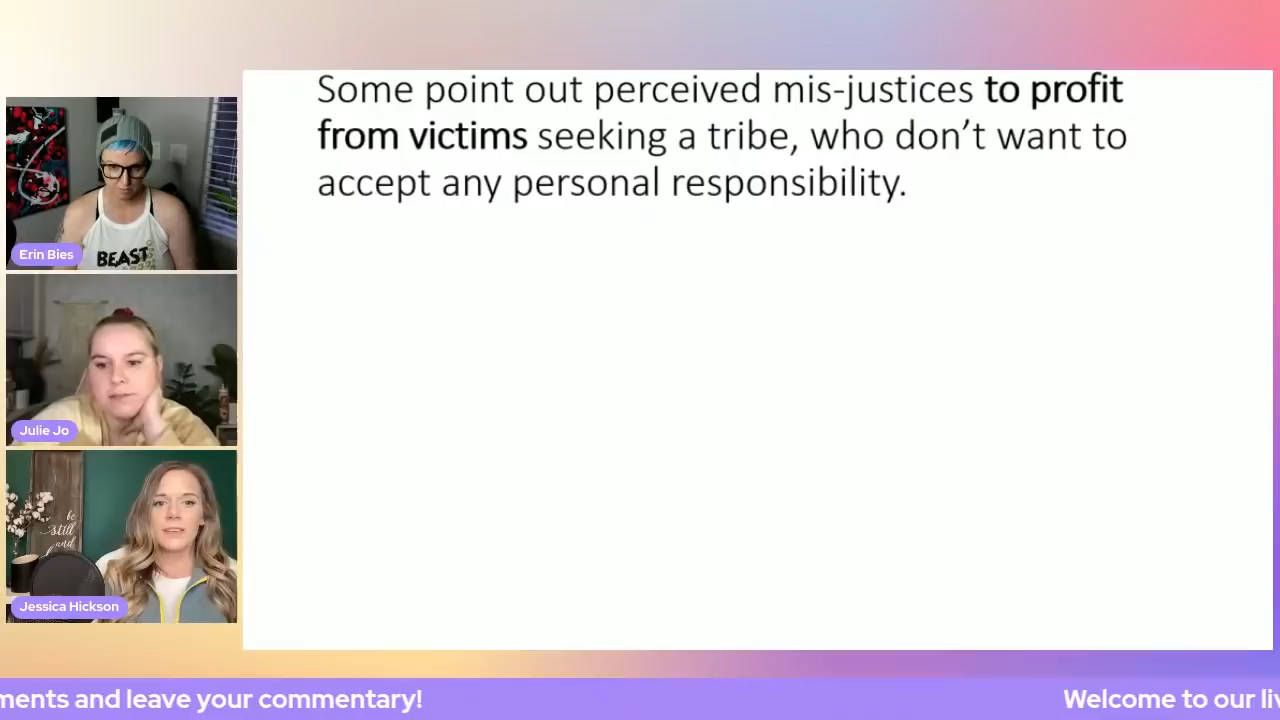 Some point out perceived mis-justices to profit
from victims seeking a tribe, who don’t want to
accept any personal responsibility.
BEAST
Erin Bies
Julie Jo
be
still
and
Jessica Hickson
ments and leave your commentary!
Welcome to our liv